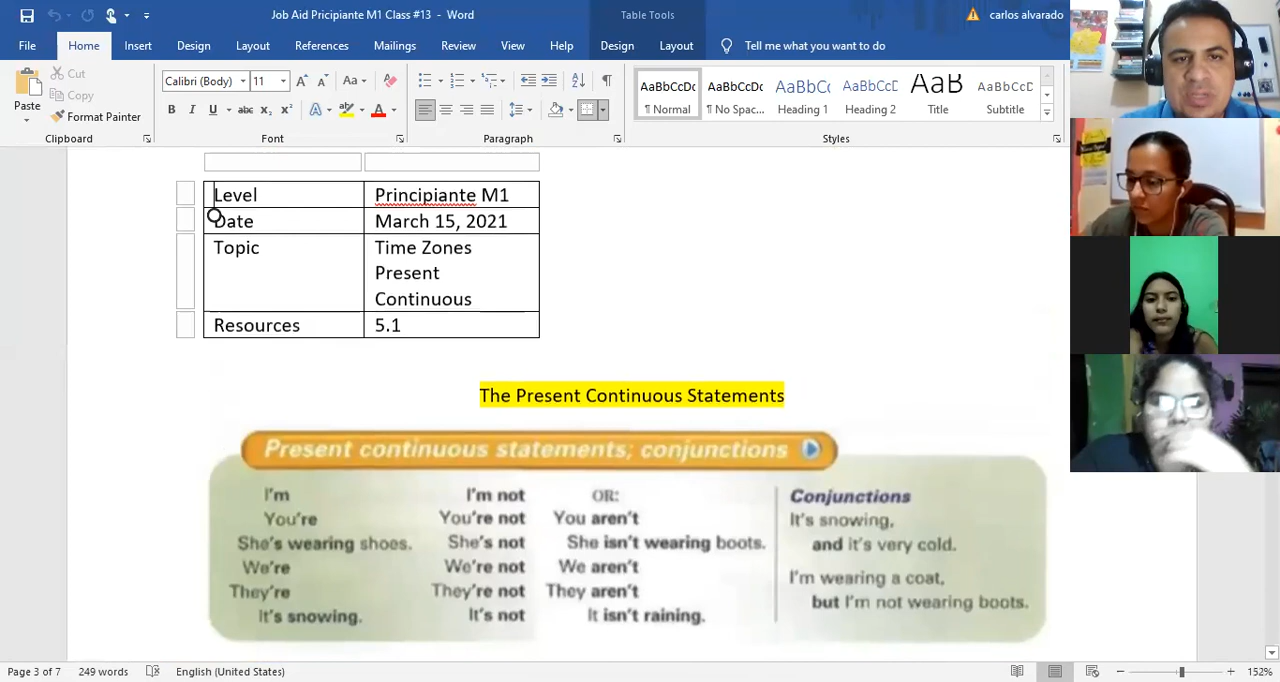 Job Aid Pricipiante M1 Class #13 - Word
Table Tools
carlos alvarado
File Home Insert Design Layout References Mailings Review View Help Design Layout Tell me what you want to do
Paste
Cut
Copy
Format Painter
Clipboard
Calibri (Body) 11
Font
Paragraph
AaBbCcDc AaBbCcDc AaBbCc AaBbCcD AaB AaBbCcD
¶ Normal ¶ No Spac... Heading 1 Heading 2 Title Subtitle
Styles
Level Principiante M1
Date March 15, 2021
Topic Time Zones
Present
Continuous
Resources 5.1
The Present Continuous Statements
Present continuous statements; conjunctions
I'm I'm not OR: Conjunctions
You're You're not You aren't It's snowing,
She's wearing shoes. She's not She isn't wearing boots. and it's very cold.
We're We're not We aren't I'm wearing a coat,
They're They're not They aren't but I'm not wearing boots.
It's snowing. It's not It isn't raining.
Page 3 of 7 249 words English (United States) 152%